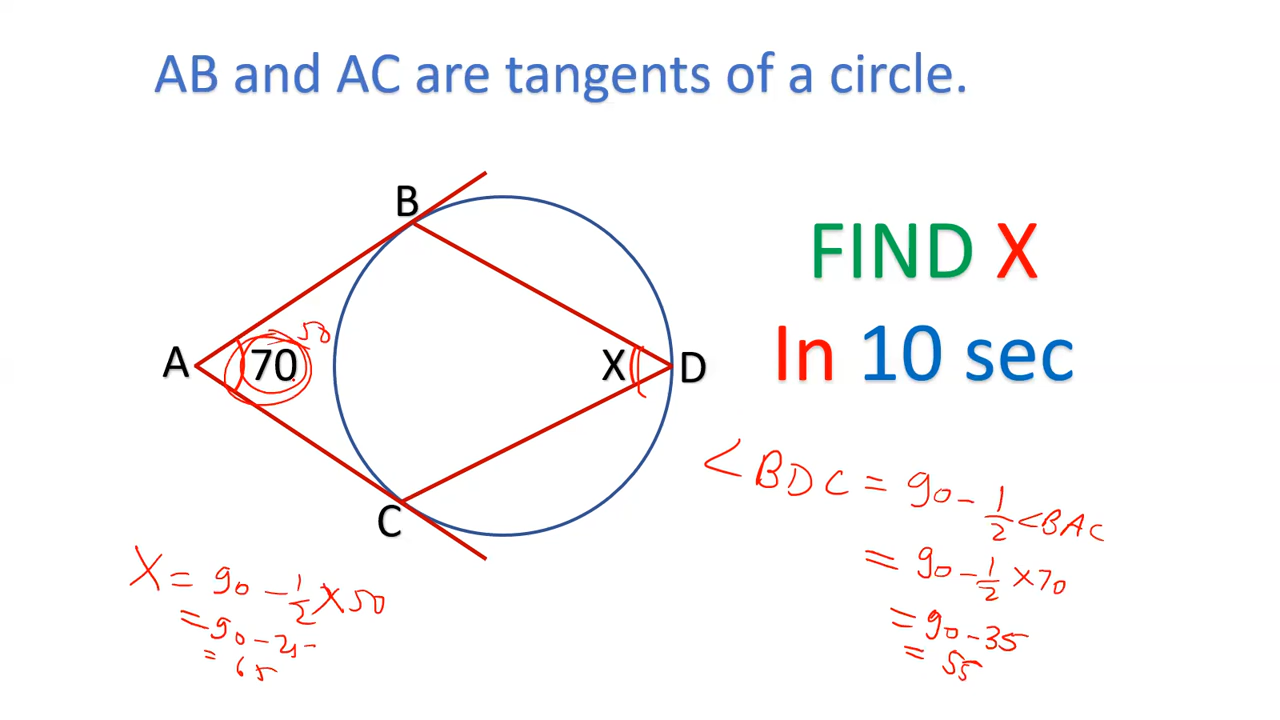 AB and AC are tangents of a circle.
B
A
70
50
X
D
C
FIND X
In 10 sec
<BDC = 90 - 1/2 <BAC
= 90 - 1/2 × 70
= 90 - 35
= 55
X = 90 - 1/2 × 50
= 90 - 25
= 65